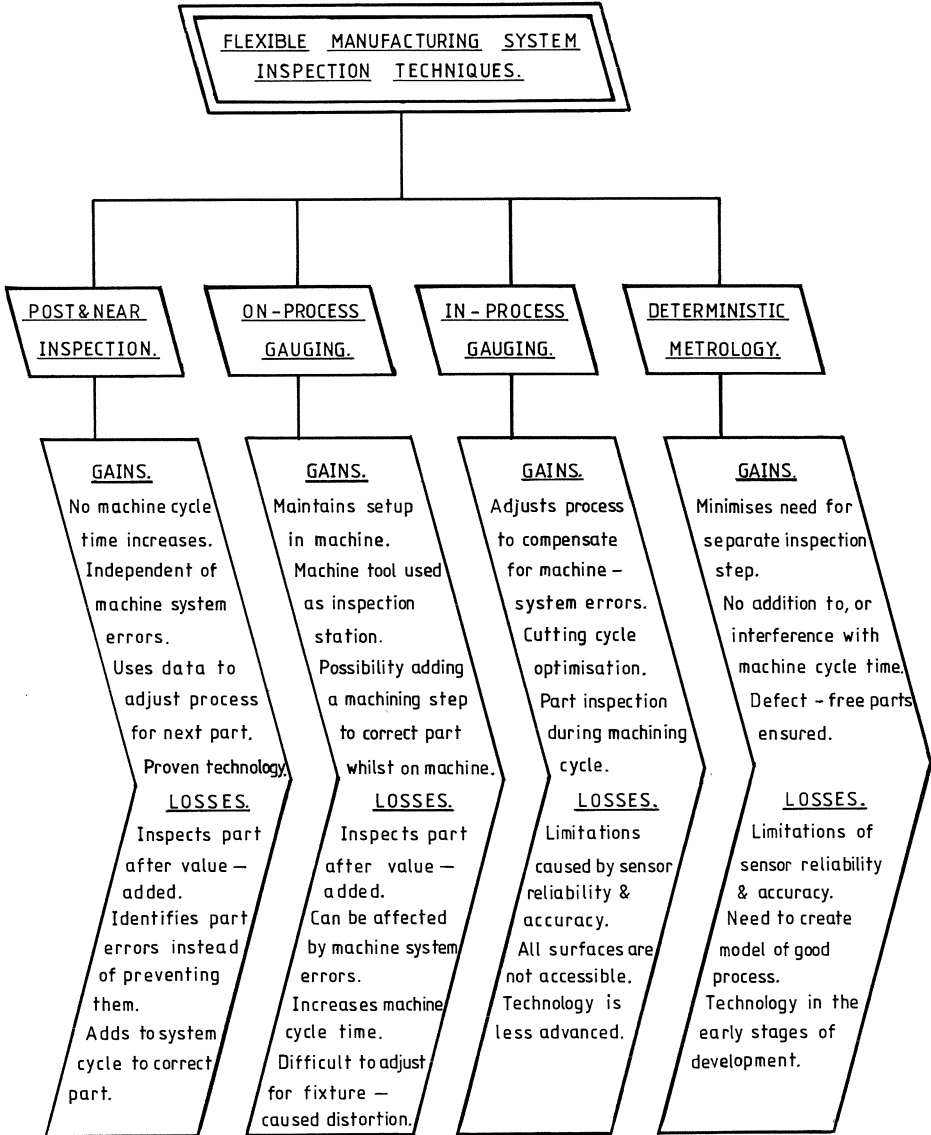 FLEXIBLE MANUFACTURING SYSTEM
INSPECTION TECHNIQUES.
POST & NEAR
INSPECTION.
ON-PROCESS
GAUGING.
IN-PROCESS
GAUGING.
DETERMINISTIC
METROLOGY.
GAINS.
No machine cycle
time increases.
Independent of
machine system
errors.
Uses data to
adjust process
for next part.
Proven technology.
LOSSES.
Inspects part
after value –
added.
Identifies part
errors instead
of preventing
them.
Adds to system
cycle to correct
part.
GAINS.
Maintains setup
in machine.
Machine tool used
as inspection
station.
Possibility adding
a machining step
to correct part
whilst on machine.
LOSSES.
Inspects part
after value –
added.
Can be affected
by machine system
errors.
Increases machine
cycle time.
Difficult to adjust
for fixture –
caused distortion.
GAINS.
Adjusts process
to compensate
for machine –
system errors.
Cutting cycle
optimisation.
Part inspection
during machining
cycle.
LOSSES.
Limitations
caused by sensor
reliability &
accuracy.
All surfaces are
not accessible.
Technology is
less advanced.
GAINS.
Minimises need for
separate inspection
step.
No addition to, or
interference with
machine cycle time.
Defect – free parts
ensured.
LOSSES.
Limitations of
sensor reliability
& accuracy.
Need to create
model of good
process.
Technology in the
early stages of
development.